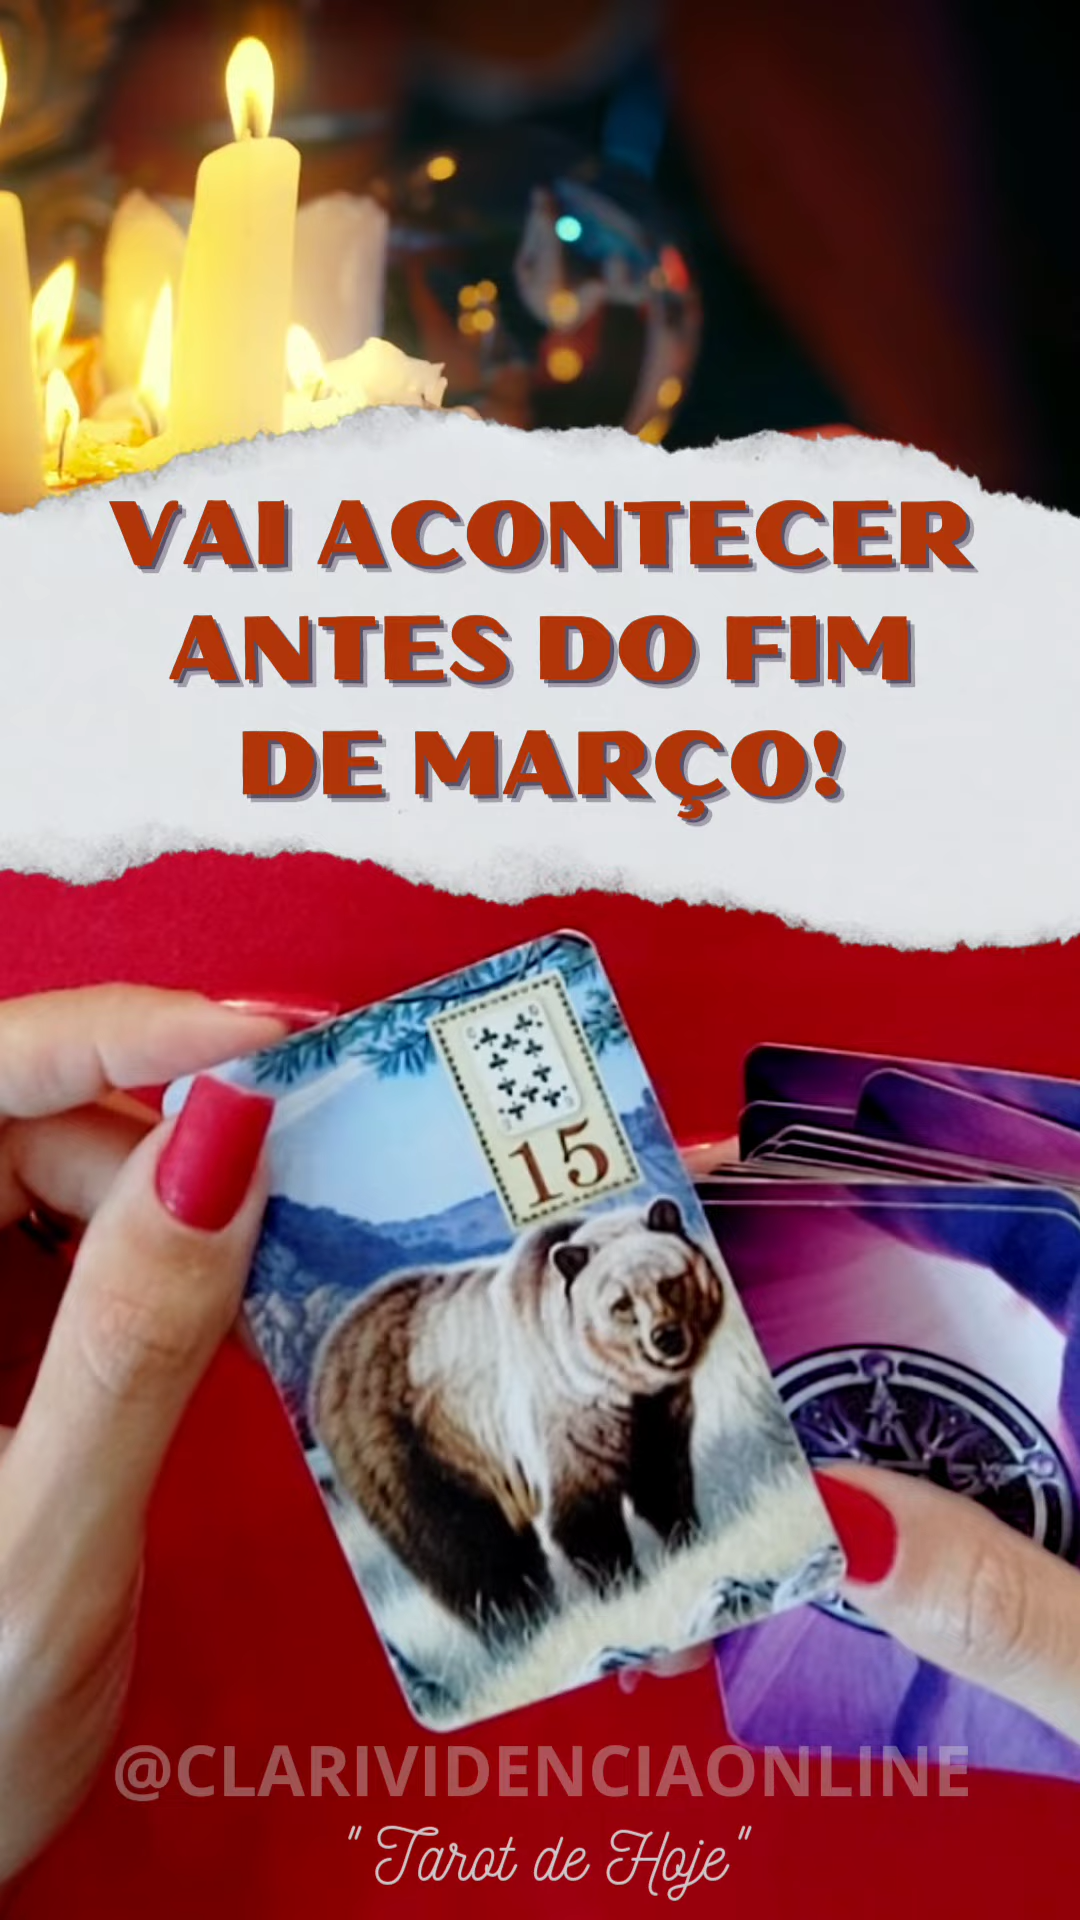 VAI ACONTECER
ANTES DO FIM
DE MARÇO!
15
@CLARIVIDENCIAONLINE
"Tarot de Hoje"